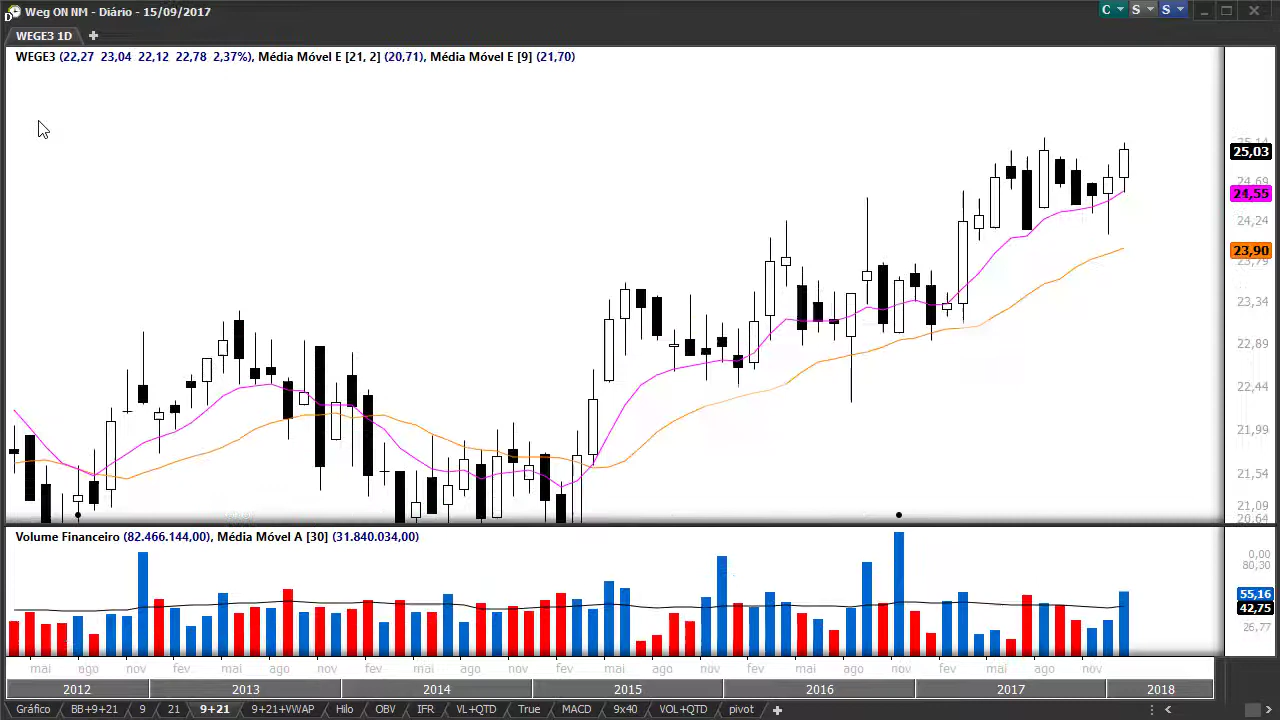 Weg ON NM - Diário - 15/09/2017
C S S
WEGE3 1D
WEGE3 (22,27 23,04 22,12 22,78 2,37%), Média Móvel E [21, 2] (20,71), Média Móvel E [9] (21,70)
25,03
24,69
24,55
24,24
23,90
23,34
22,89
22,44
21,99
21,54
21,09
20,64
Volume Financeiro (82.466.144,00), Média Móvel A [30] (31.840.034,00)
0,00
80,30
55,16
42,75
26,77
mai ago nov fev mai ago nov fev mai ago nov fev mai ago nov fev mai ago nov fev mai ago nov
2012 2013 2014 2015 2016 2017 2018
Gráfico BB+9+21 9 21 9+21 9+21+VWAP Hilo OBV IFR VL+QTD True MACD 9x40 VOL+QTD pivot